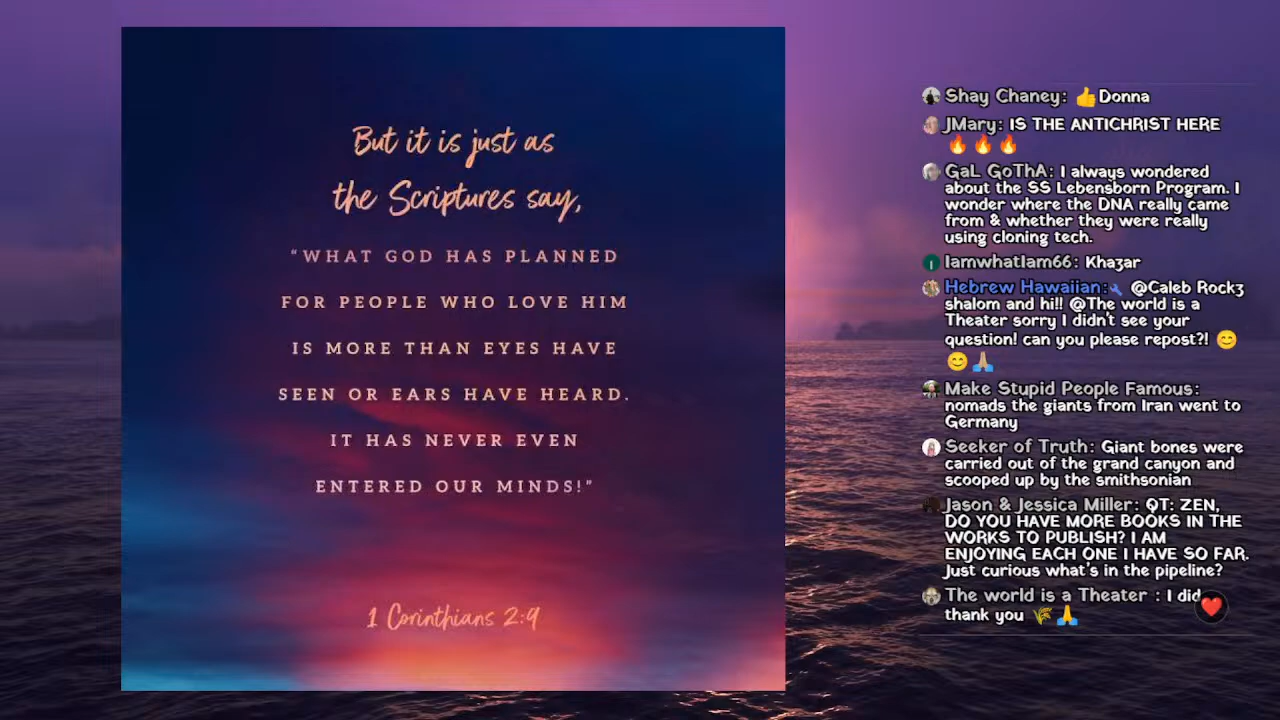 But it is just as
the Scriptures say,
“WHAT GOD HAS PLANNED
FOR PEOPLE WHO LOVE HIM
IS MORE THAN EYES HAVE
SEEN OR EARS HAVE HEARD.
IT HAS NEVER EVEN
ENTERED OUR MINDS!”
1 Corinthians 2:9
Shay Chaney: 👍Donna
JMary: IS THE ANTICHRIST HERE
🔥🔥🔥
GaL GoThA: I always wondered
about the SS Lebensborn Program. I
wonder where the DNA really came
from & whether they were really
using cloning tech.
IamwhatIam66: Khazar
Hebrew Hawaiian:🔧 @Caleb Rockz
shalom and hi!! @The world is a
Theater sorry I didn't see your
question! can you please repost?! 😊
😊🙏🏼
Make Stupid People Famous:
nomads the giants from Iran went to
Germany
Seeker of Truth: Giant bones were
carried out of the grand canyon and
scooped up by the smithsonian
Jason & Jessica Miller: QT: ZEN,
DO YOU HAVE MORE BOOKS IN THE
WORKS TO PUBLISH? I AM
ENJOYING EACH ONE I HAVE SO FAR.
Just curious what's in the pipeline?
The world is a Theater : I did
thank you 🌾🙏